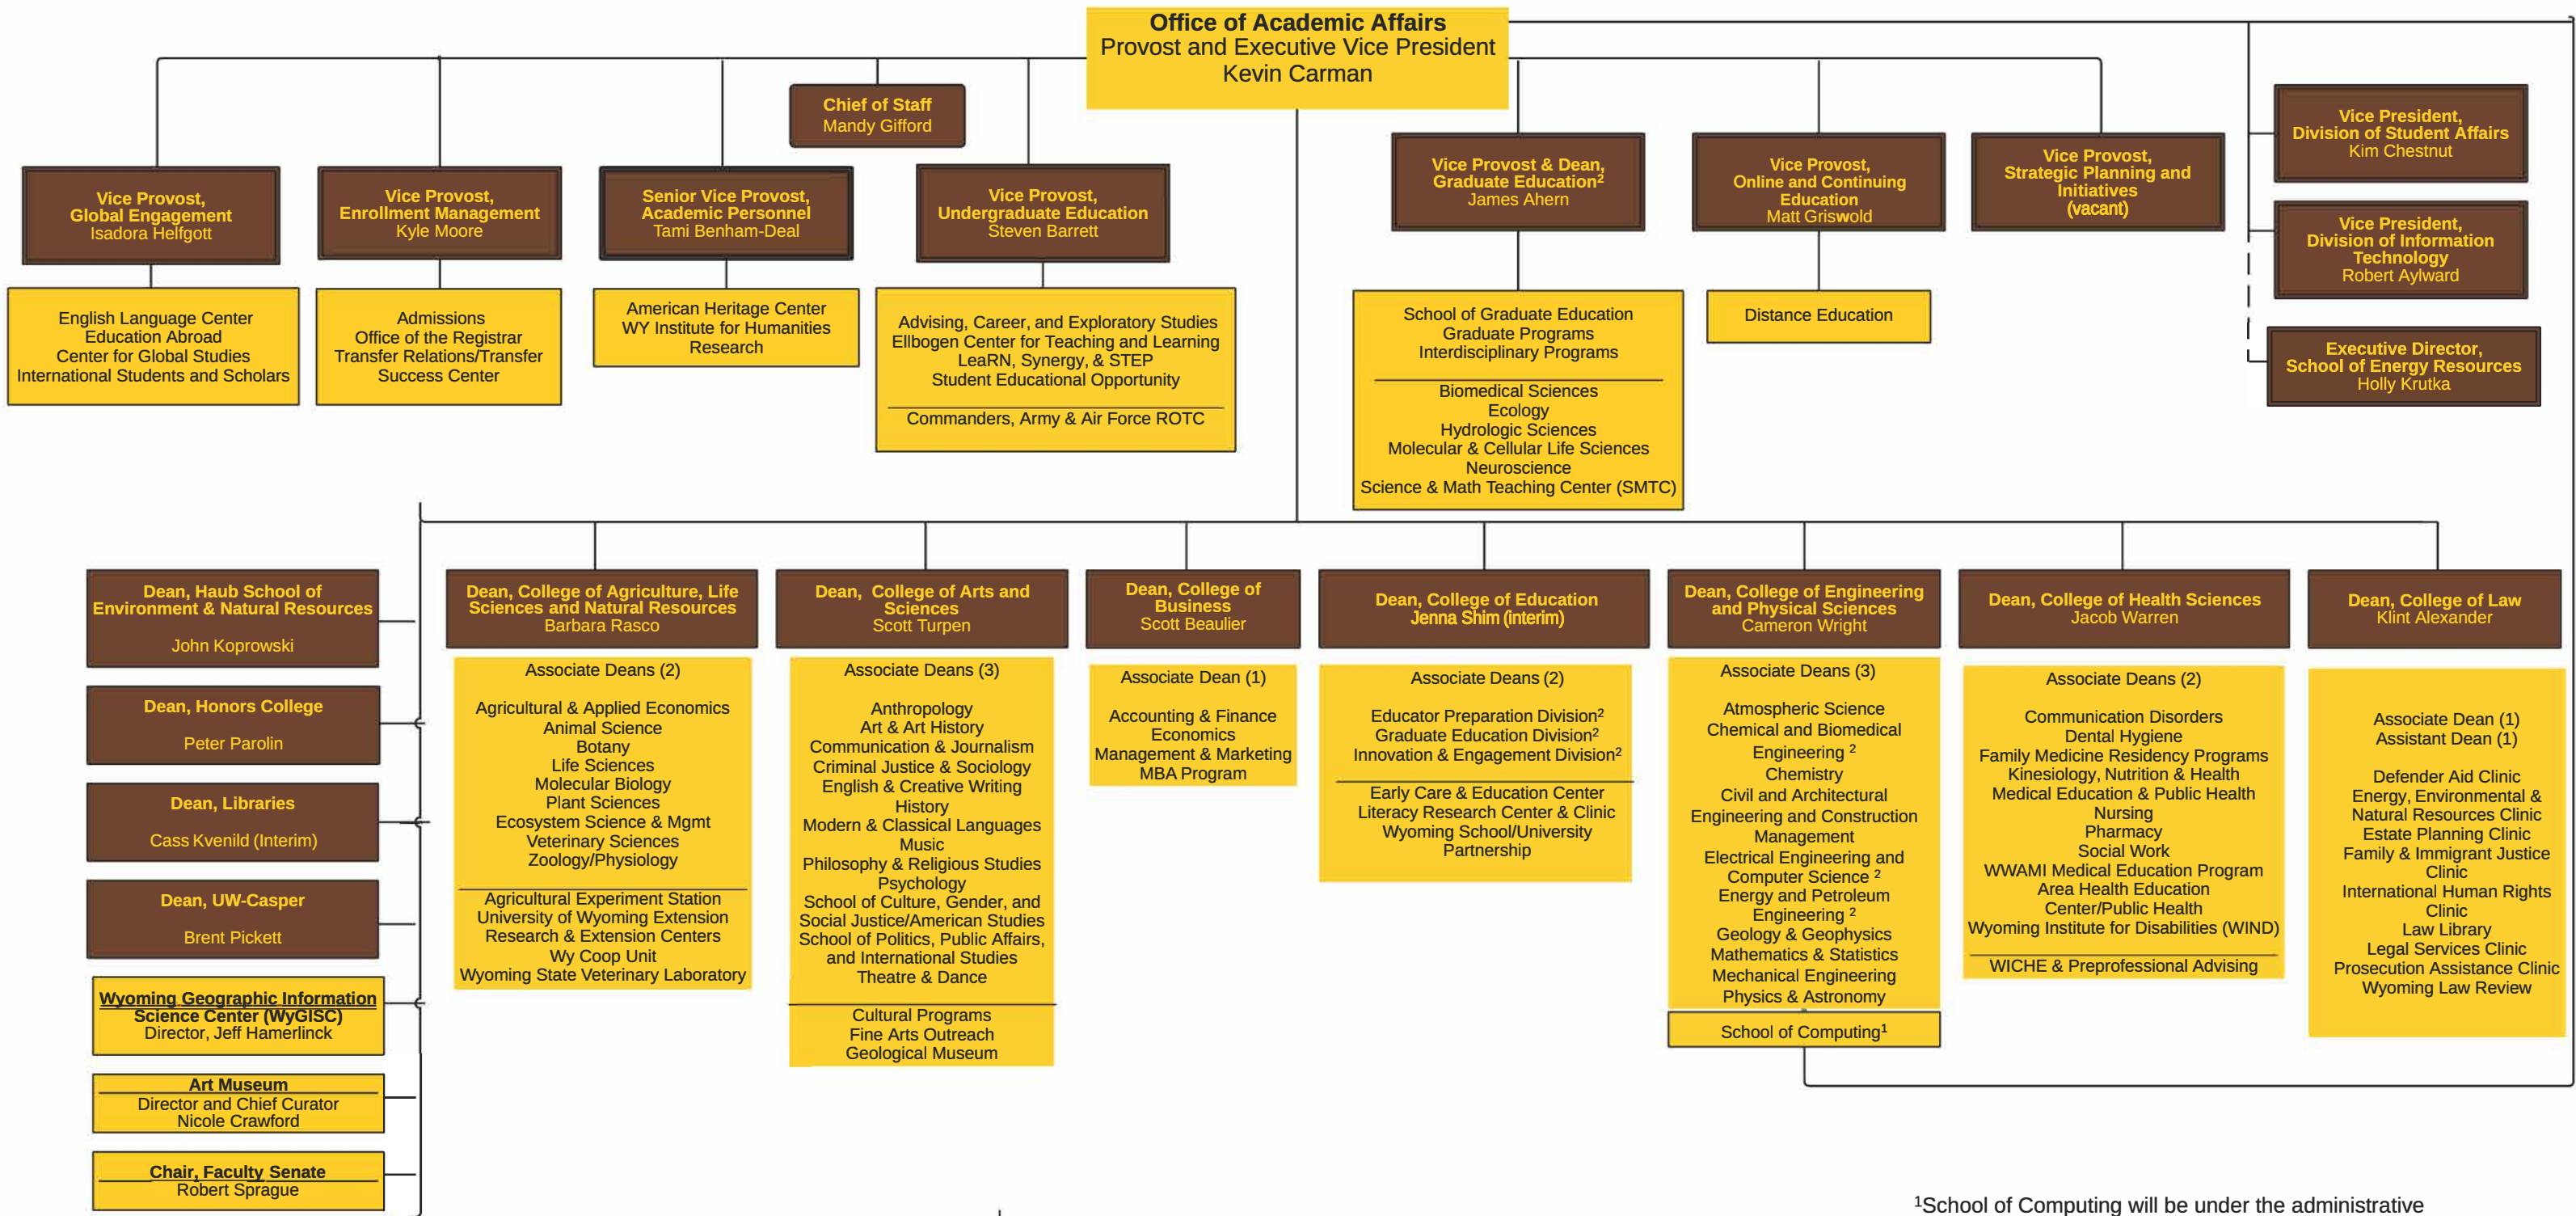 Office of Academic Affairs
Provost and Executive Vice President
Kevin Carman
Chief of Staff
Mandy Gifford
Vice Provost,
Global Engagement
Isadora Helfgott
English Language Center
Education Abroad
Center for Global Studies
International Students and Scholars
Vice Provost,
Enrollment Management
Kyle Moore
Admissions
Office of the Registrar
Transfer Relations/Transfer
Success Center
Senior Vice Provost,
Academic Personnel
Tami Benham-Deal
American Heritage Center
WY Institute for Humanities
Research
Vice Provost,
Undergraduate Education
Steven Barrett
Advising, Career, and Exploratory Studies
Ellbogen Center for Teaching and Learning
LeaRN, Synergy, & STEP
Student Educational Opportunity
Commanders, Army & Air Force ROTC
Vice Provost & Dean,
Graduate Education²
James Ahern
School of Graduate Education
Graduate Programs
Interdisciplinary Programs
Biomedical Sciences
Ecology
Hydrologic Sciences
Molecular & Cellular Life Sciences
Neuroscience
Science & Math Teaching Center (SMTC)
Vice Provost,
Online and Continuing
Education
Matt Griswold
Distance Education
Vice Provost,
Strategic Planning and
Initiatives
(vacant)
Vice President,
Division of Student Affairs
Kim Chestnut
Vice President,
Division of Information
Technology
Robert Aylward
Executive Director,
School of Energy Resources
Holly Krutka
Dean, Haub School of
Environment & Natural Resources
John Koprowski
Dean, Honors College
Peter Parolin
Dean, Libraries
Cass Kvenild (Interim)
Dean, UW-Casper
Brent Pickett
Wyoming Geographic Information
Science Center (WyGISC)
Director, Jeff Hamerlinck
Art Museum
Director and Chief Curator
Nicole Crawford
Chair, Faculty Senate
Robert Sprague
Dean, College of Agriculture, Life
Sciences and Natural Resources
Barbara Rasco
Associate Deans (2)
Agricultural & Applied Economics
Animal Science
Botany
Life Sciences
Molecular Biology
Plant Sciences
Ecosystem Science & Mgmt
Veterinary Sciences
Zoology/Physiology
Agricultural Experiment Station
University of Wyoming Extension
Research & Extension Centers
Wy Coop Unit
Wyoming State Veterinary Laboratory
Dean, College of Arts and
Sciences
Scott Turpen
Associate Deans (3)
Anthropology
Art & Art History
Communication & Journalism
Criminal Justice & Sociology
English & Creative Writing
History
Modern & Classical Languages
Music
Philosophy & Religious Studies
Psychology
School of Culture, Gender, and
Social Justice/American Studies
School of Politics, Public Affairs,
and International Studies
Theatre & Dance
Cultural Programs
Fine Arts Outreach
Geological Museum
Dean, College of
Business
Scott Beaulier
Associate Dean (1)
Accounting & Finance
Economics
Management & Marketing
MBA Program
Dean, College of Education
Jenna Shim (interim)
Associate Deans (2)
Educator Preparation Division²
Graduate Education Division²
Innovation & Engagement Division²
Early Care & Education Center
Literacy Research Center & Clinic
Wyoming School/University
Partnership
Dean, College of Engineering
and Physical Sciences
Cameron Wright
Associate Deans (3)
Atmospheric Science
Chemical and Biomedical
Engineering ²
Chemistry
Civil and Architectural
Engineering and Construction
Management
Electrical Engineering and
Computer Science ²
Energy and Petroleum
Engineering ²
Geology & Geophysics
Mathematics & Statistics
Mechanical Engineering
Physics & Astronomy
School of Computing¹
Dean, College of Health Sciences
Jacob Warren
Associate Deans (2)
Communication Disorders
Dental Hygiene
Family Medicine Residency Programs
Kinesiology, Nutrition & Health
Medical Education & Public Health
Nursing
Pharmacy
Social Work
WWAMI Medical Education Program
Area Health Education
Center/Public Health
Wyoming Institute for Disabilities (WIND)
WICHE & Preprofessional Advising
Dean, College of Law
Klint Alexander
Associate Dean (1)
Assistant Dean (1)
Defender Aid Clinic
Energy, Environmental &
Natural Resources Clinic
Estate Planning Clinic
Family & Immigrant Justice
Clinic
International Human Rights
Clinic
Law Library
Legal Services Clinic
Prosecution Assistance Clinic
Wyoming Law Review
¹School of Computing will be under the administrative